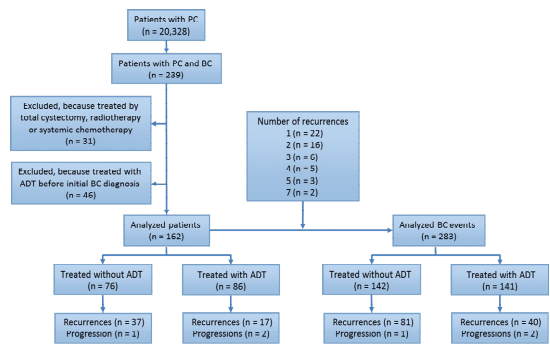 Patients with PC
(n = 20,328)
Patients with PC and BC
(n = 239)
Excluded, because treated by
total cystectomy, radiotherapy
or systemic chemotherapy
(n = 31)
Excluded, because treated with
ADT before initial BC diagnosis
(n = 46)
Number of recurrences
1 (n = 22)
2 (n = 16)
3 (n = 6)
4 (n = 5)
5 (n = 3)
7 (n = 2)
Analyzed patients
(n = 162)
Analyzed BC events
(n = 283)
Treated without ADT
(n = 76)
Treated with ADT
(n = 86)
Treated without ADT
(n = 142)
Treated with ADT
(n = 141)
Recurrences (n = 37)
Progression (n = 1)
Recurrences (n = 17)
Progressions (n = 2)
Recurrences (n = 81)
Progression (n = 1)
Recurrences (n = 40)
Progressions (n = 2)